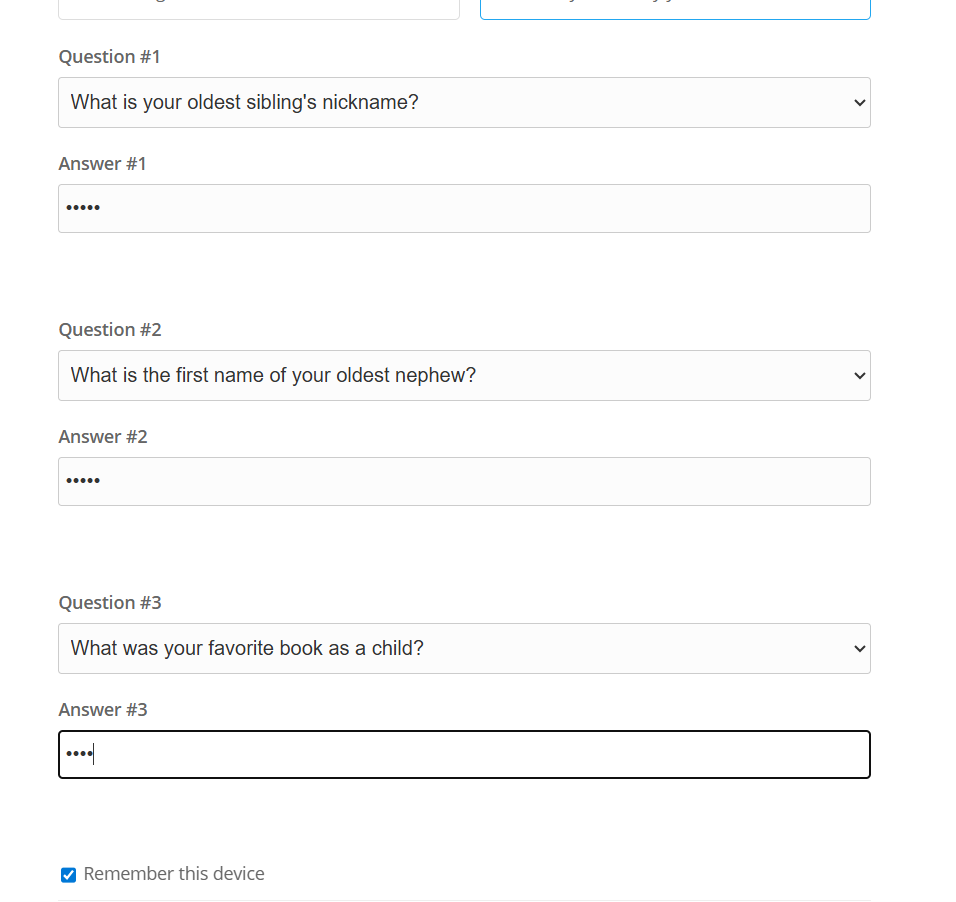 Question #1
What is your oldest sibling's nickname?
Answer #1
•••••
Question #2
What is the first name of your oldest nephew?
Answer #2
•••••
Question #3
What was your favorite book as a child?
Answer #3
••••
Remember this device